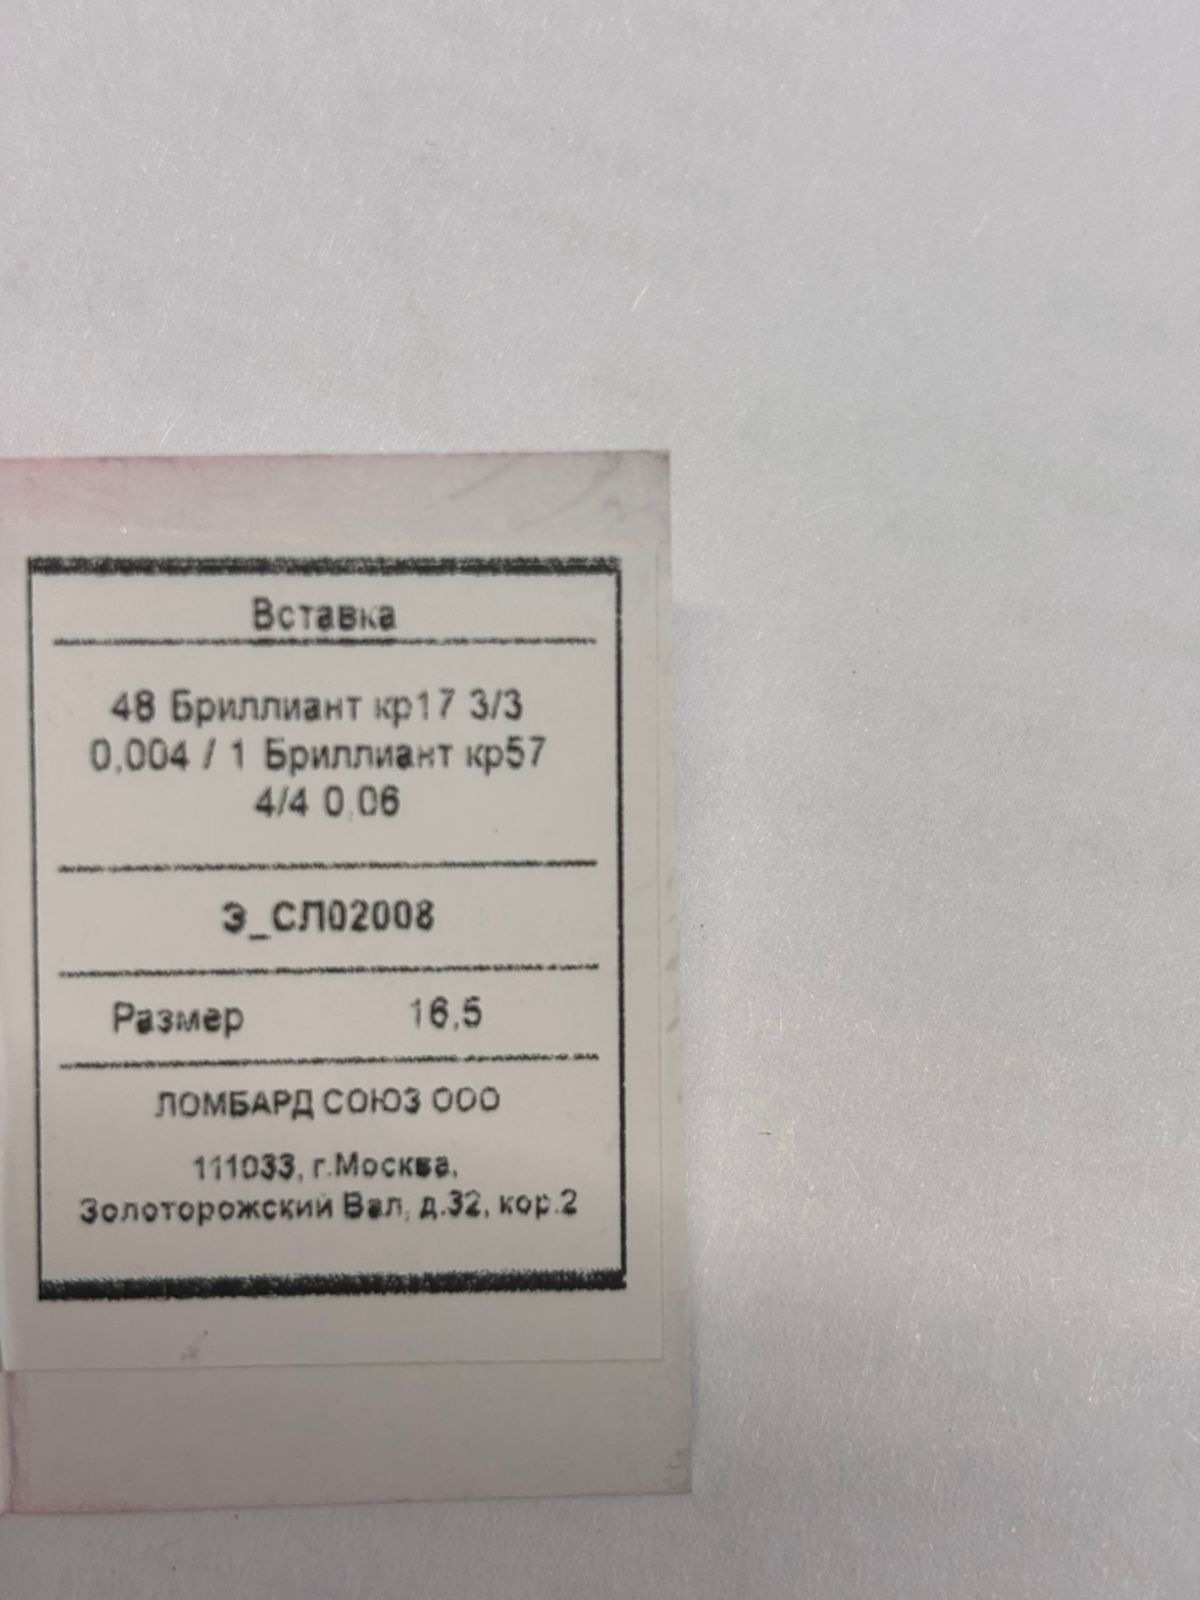 Вставка
48 Бриллиант кр17 3/3
0,004 / 1 Бриллиант кр57
4/4 0,06
Э_СЛ02008
Размер 16,5
ЛОМБАРД СОЮЗ ООО
111033, г.Москва,
Золоторожский Вал, д.32, кор.2